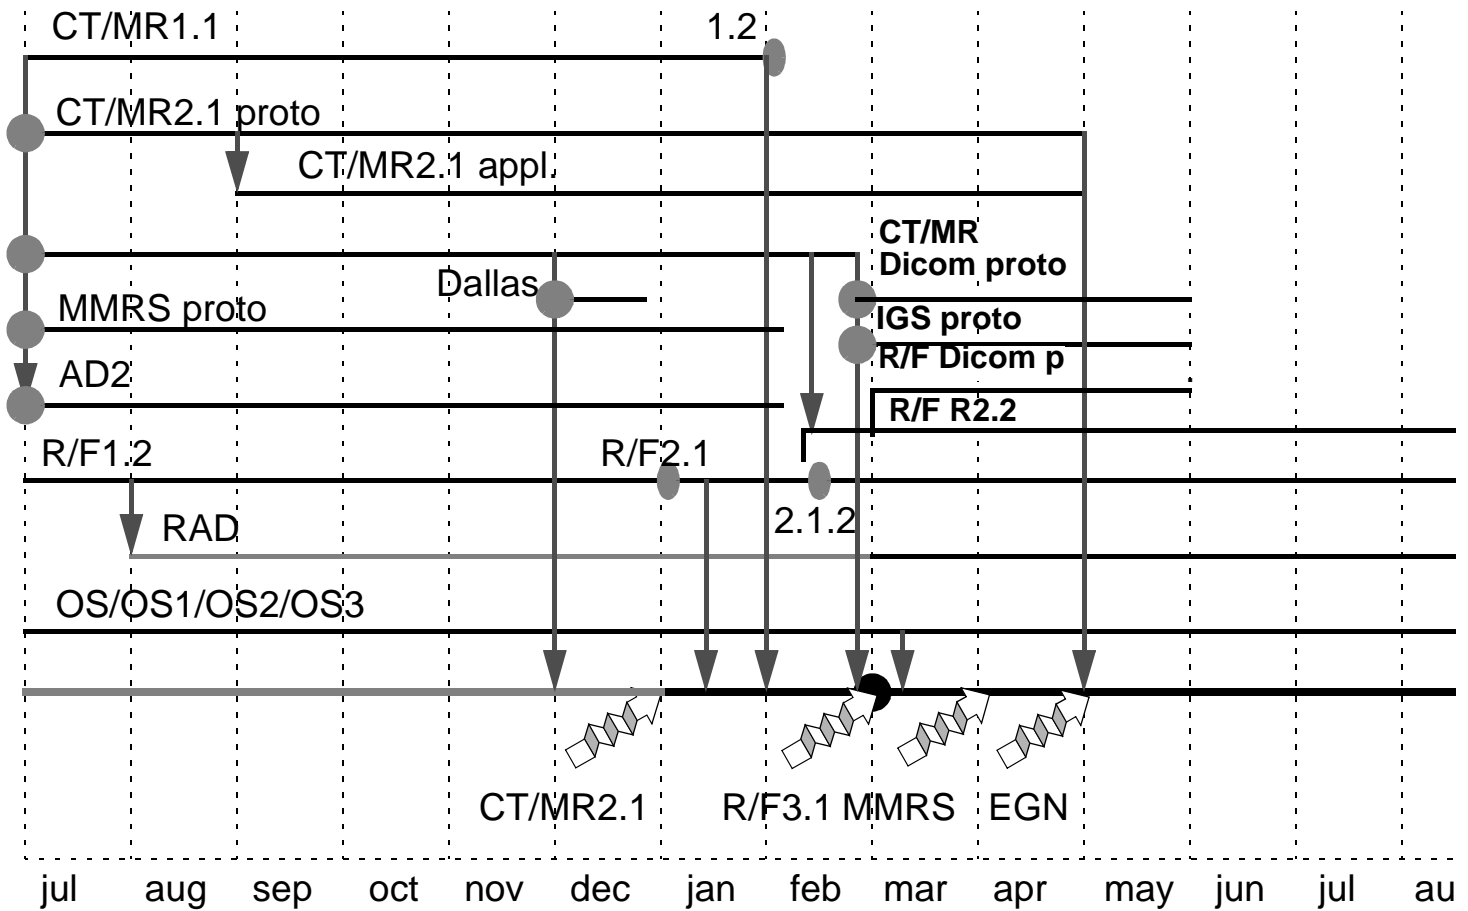 CT/MR1.1
1.2
CT/MR2.1 proto
CT/MR2.1 appl.
CT/MR
Dicom proto
Dallas
MMRS proto
IGS proto
R/F Dicom p
AD2
R/F R2.2
R/F1.2
R/F2.1
2.1.2
RAD
OS/OS1/OS2/OS3
CT/MR2.1
R/F3.1
MMRS
EGN
jul
aug
sep
oct
nov
dec
jan
feb
mar
apr
may
jun
jul
au